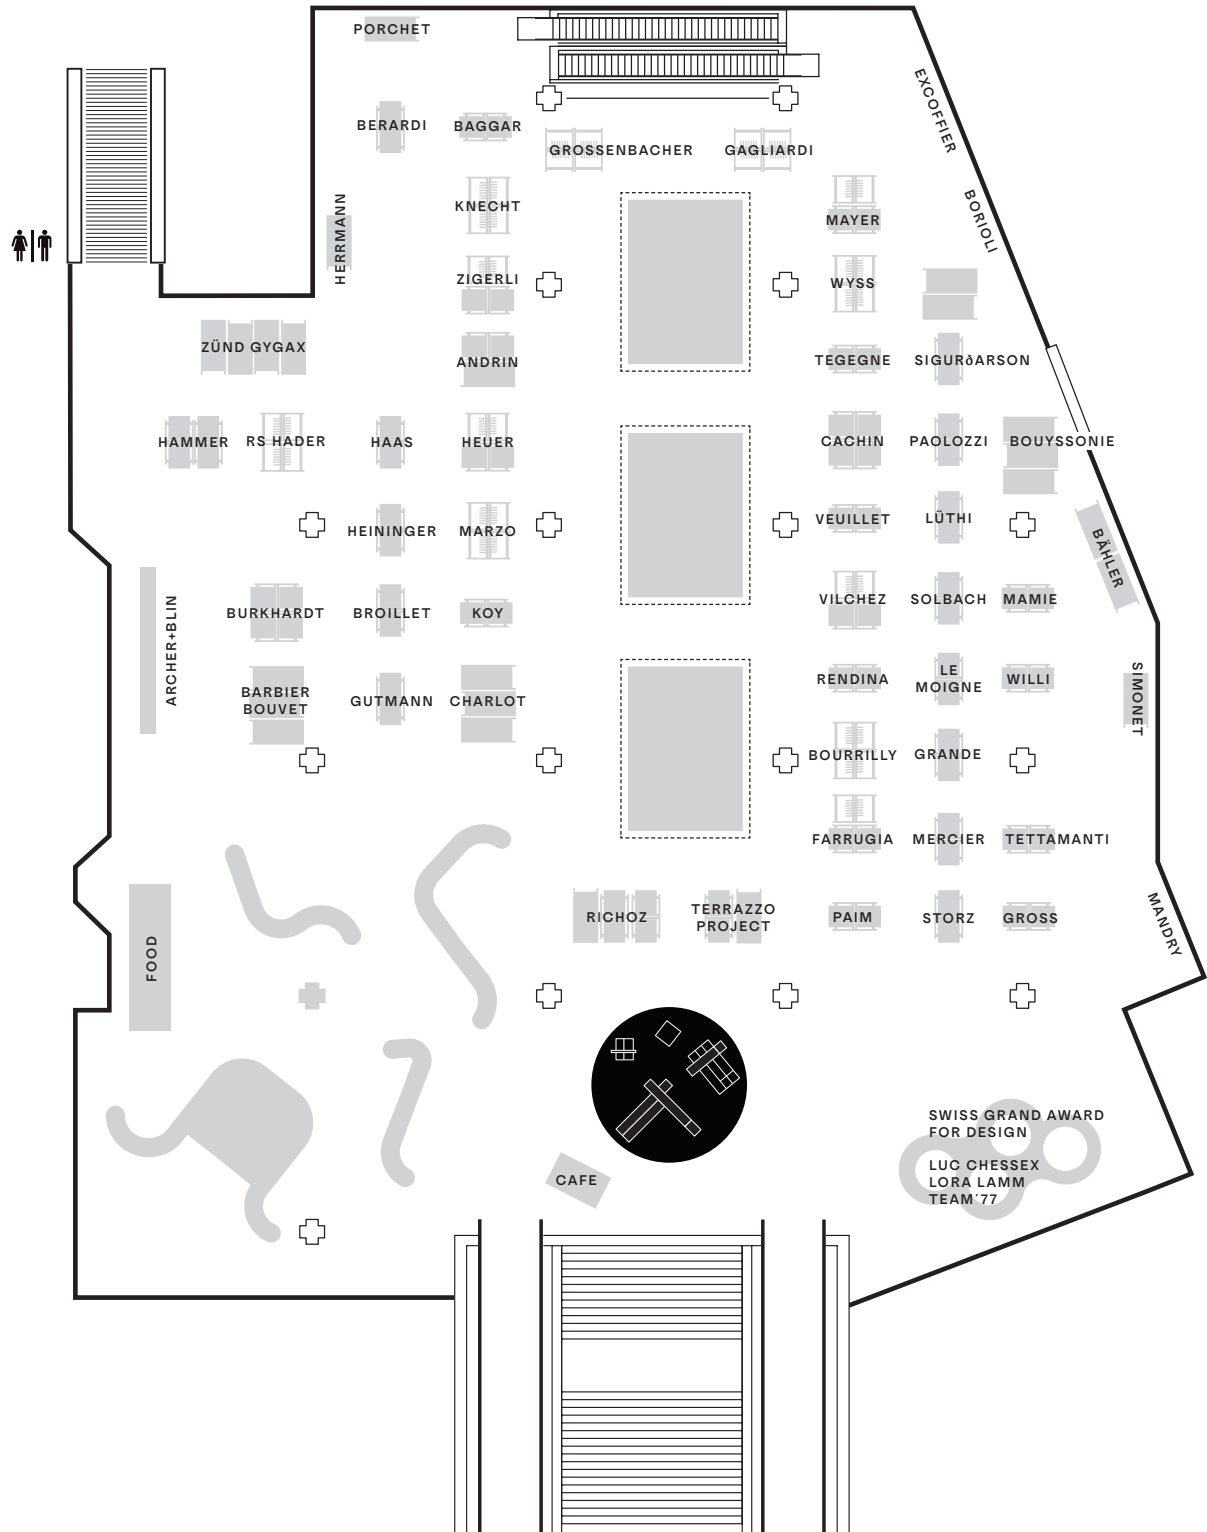 PORCHET
EXCOFFIER
BERARDI
BAGGAR
GROSSENBACHER
GAGLIARDI
HERRMANN
KNECHT
MAYER
BORIOLI
ZIGERLI
WYSS
ZÜND GYGAX
ANDRIN
TEGEGNE
SIGURðARSON
HAMMER
RS HADER
HAAS
HEUER
CACHIN
PAOLOZZI
BOUYSSONIE
HEININGER
MARZO
VEUILLET
LÜTHI
BÄHLER
ARCHER+BLIN
BURKHARDT
BROILLET
KOY
VILCHEZ
SOLBACH
MAMIE
BARBIER
BOUVET
GUTMANN
CHARLOT
RENDINA
LE
MOIGNE
WILLI
SIMONET
BOURRILLY
GRANDE
FARRUGIA
MERCIER
TETTAMANTI
RICHOZ
TERRAZZO
PROJECT
PAIM
STORZ
GROSS
MANDRY
FOOD
SWISS GRAND AWARD
FOR DESIGN
LUC CHESSEX
LORA LAMM
TEAM'77
CAFE